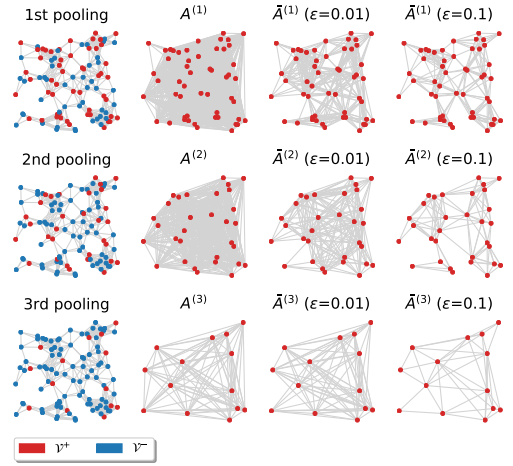 1st pooling A⁽¹⁾ Ā⁽¹⁾ (ε=0.01) Ā⁽¹⁾ (ε=0.1)
2nd pooling A⁽²⁾ Ā⁽²⁾ (ε=0.01) Ā⁽²⁾ (ε=0.1)
3rd pooling A⁽³⁾ Ā⁽³⁾ (ε=0.01) Ā⁽³⁾ (ε=0.1)
𝒱⁺ 𝒱⁻